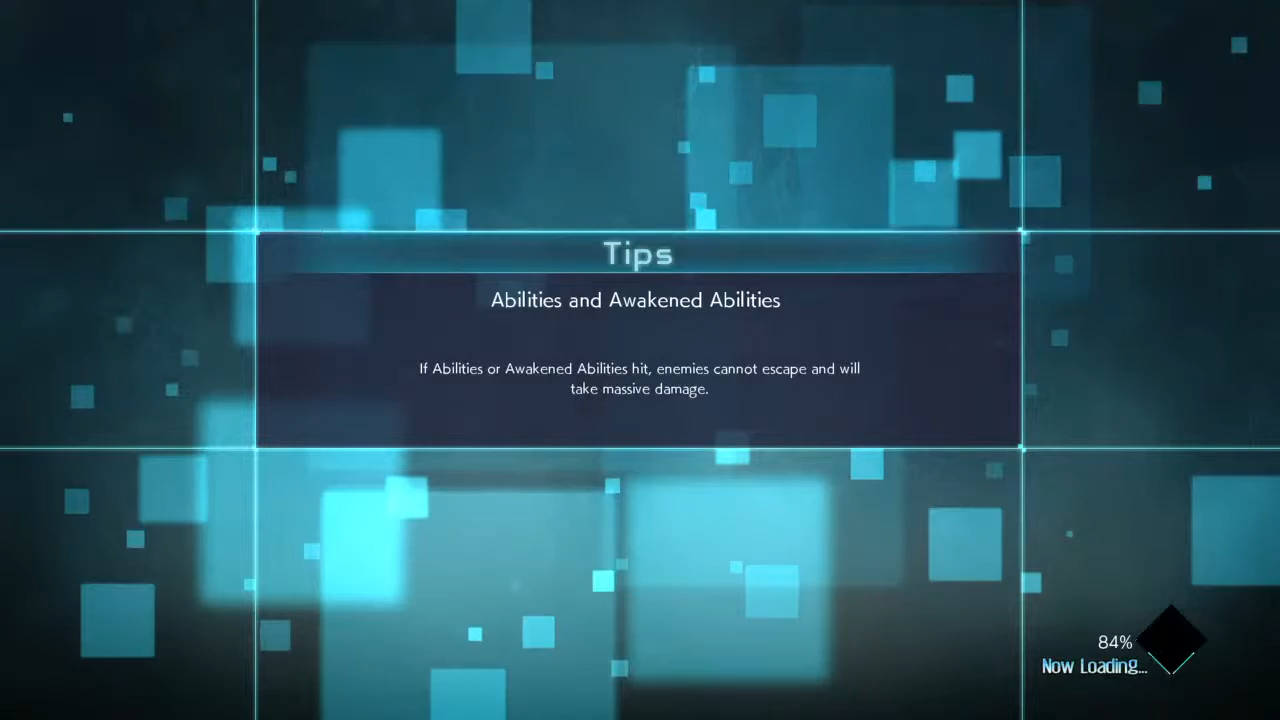 Tips
Abilities and Awakened Abilities
If Abilities or Awakened Abilities hit, enemies cannot escape and will
take massive damage.
84%
Now Loading...